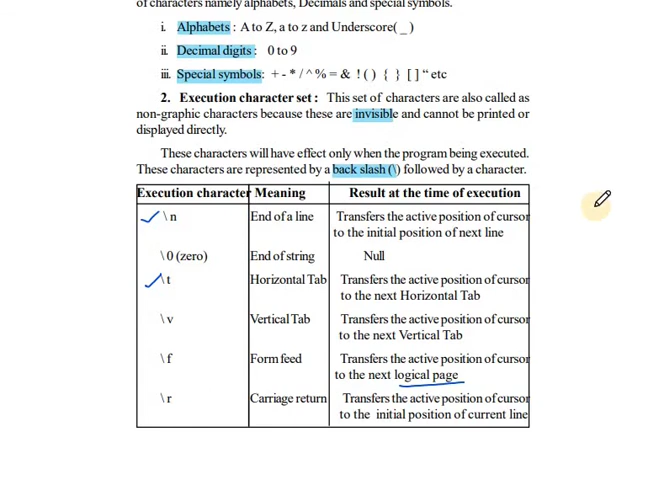 of characters namely alphabets, Decimals and special symbols.
i. Alphabets : A to Z, a to z and Underscore( _ )
ii. Decimal digits : 0 to 9
iii. Special symbols: + - * / ^ % = & ! ( ) { } [ ] “ etc
2. Execution character set : This set of characters are also called as
non-graphic characters because these are invisible and cannot be printed or
displayed directly.
These characters will have effect only when the program being executed.
These characters are represented by a back slash (\) followed by a character.
Execution character Meaning Result at the time of execution
\ n End of a line Transfers the active position of cursor
to the initial position of next line
\ 0 (zero) End of string Null
\ t Horizontal Tab Transfers the active position of cursor
to the next Horizontal Tab
\ v Vertical Tab Transfers the active position of cursor
to the next Vertical Tab
\ f Form feed Transfers the active position of cursor
to the next logical page
\ r Carriage return Transfers the active position of cursor
to the initial position of current line